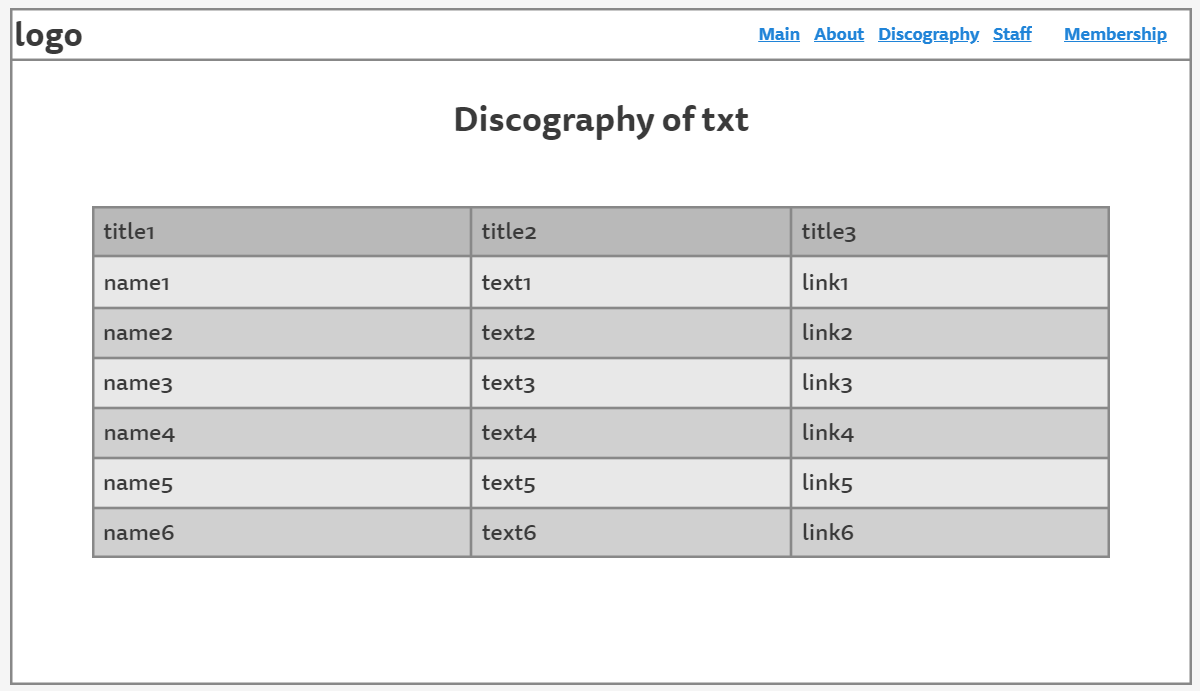 logo Main About Discography Staff Membership
Discography of txt
title1 title2 title3
name1 text1 link1
name2 text2 link2
name3 text3 link3
name4 text4 link4
name5 text5 link5
name6 text6 link6